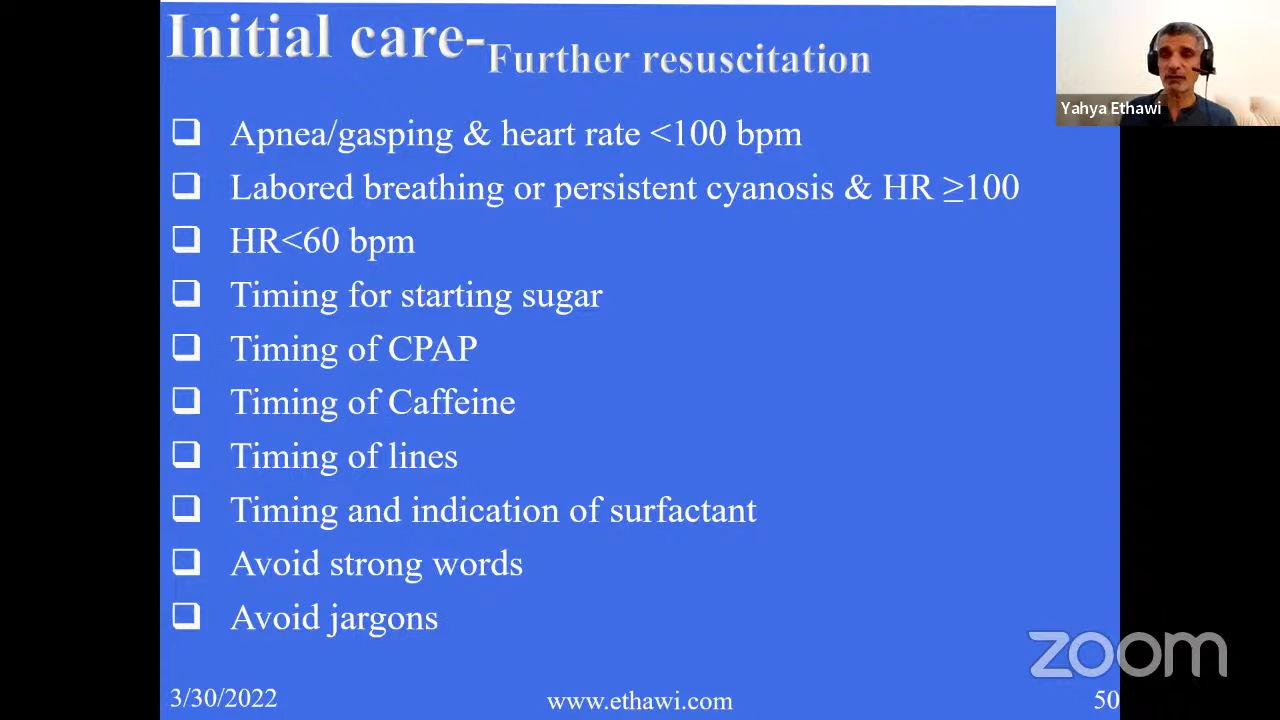 Initial care-Further resuscitation
Yahya Ethawi
Apnea/gasping & heart rate <100 bpm
Labored breathing or persistent cyanosis & HR ≥100
HR<60 bpm
Timing for starting sugar
Timing of CPAP
Timing of Caffeine
Timing of lines
Timing and indication of surfactant
Avoid strong words
Avoid jargons
zoom
3/30/2022
www.ethawi.com
50